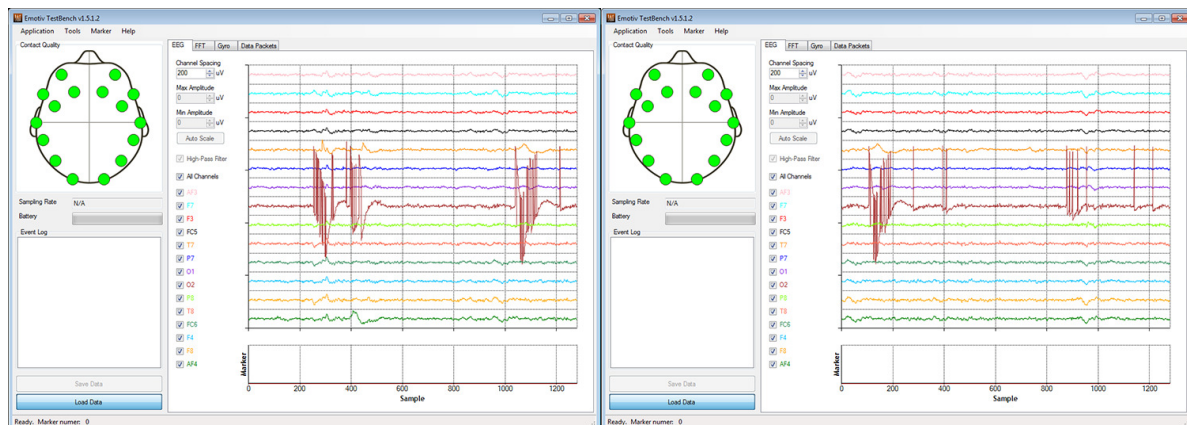 Emotiv TestBench v1.5.1.2
Application Tools Marker Help
Contact Quality
EEG FFT Gyro Data Packets
Channel Spacing
200 uV
Max Amplitude
0 uV
Min Amplitude
0 uV
Auto Scale
High-Pass Filter
All Channels
AF3
F7
F3
FC5
T7
P7
O1
O2
P8
T8
FC6
F4
F8
AF4
Sampling Rate N/A
Battery
Event Log
Save Data
Load Data
Marker
0 200 400 600 800 1000 1200
Sample
Ready. Marker numer: 0
Emotiv TestBench v1.5.1.2
Application Tools Marker Help
Contact Quality
EEG FFT Gyro Data Packets
Channel Spacing
200 uV
Max Amplitude
0 uV
Min Amplitude
0 uV
Auto Scale
High-Pass Filter
All Channels
AF3
F7
F3
FC5
T7
P7
O1
O2
P8
T8
FC6
F4
F8
AF4
Sampling Rate N/A
Battery
Event Log
Save Data
Load Data
Marker
0 200 400 600 800 1000 1200
Sample
Ready. Marker numer: 0